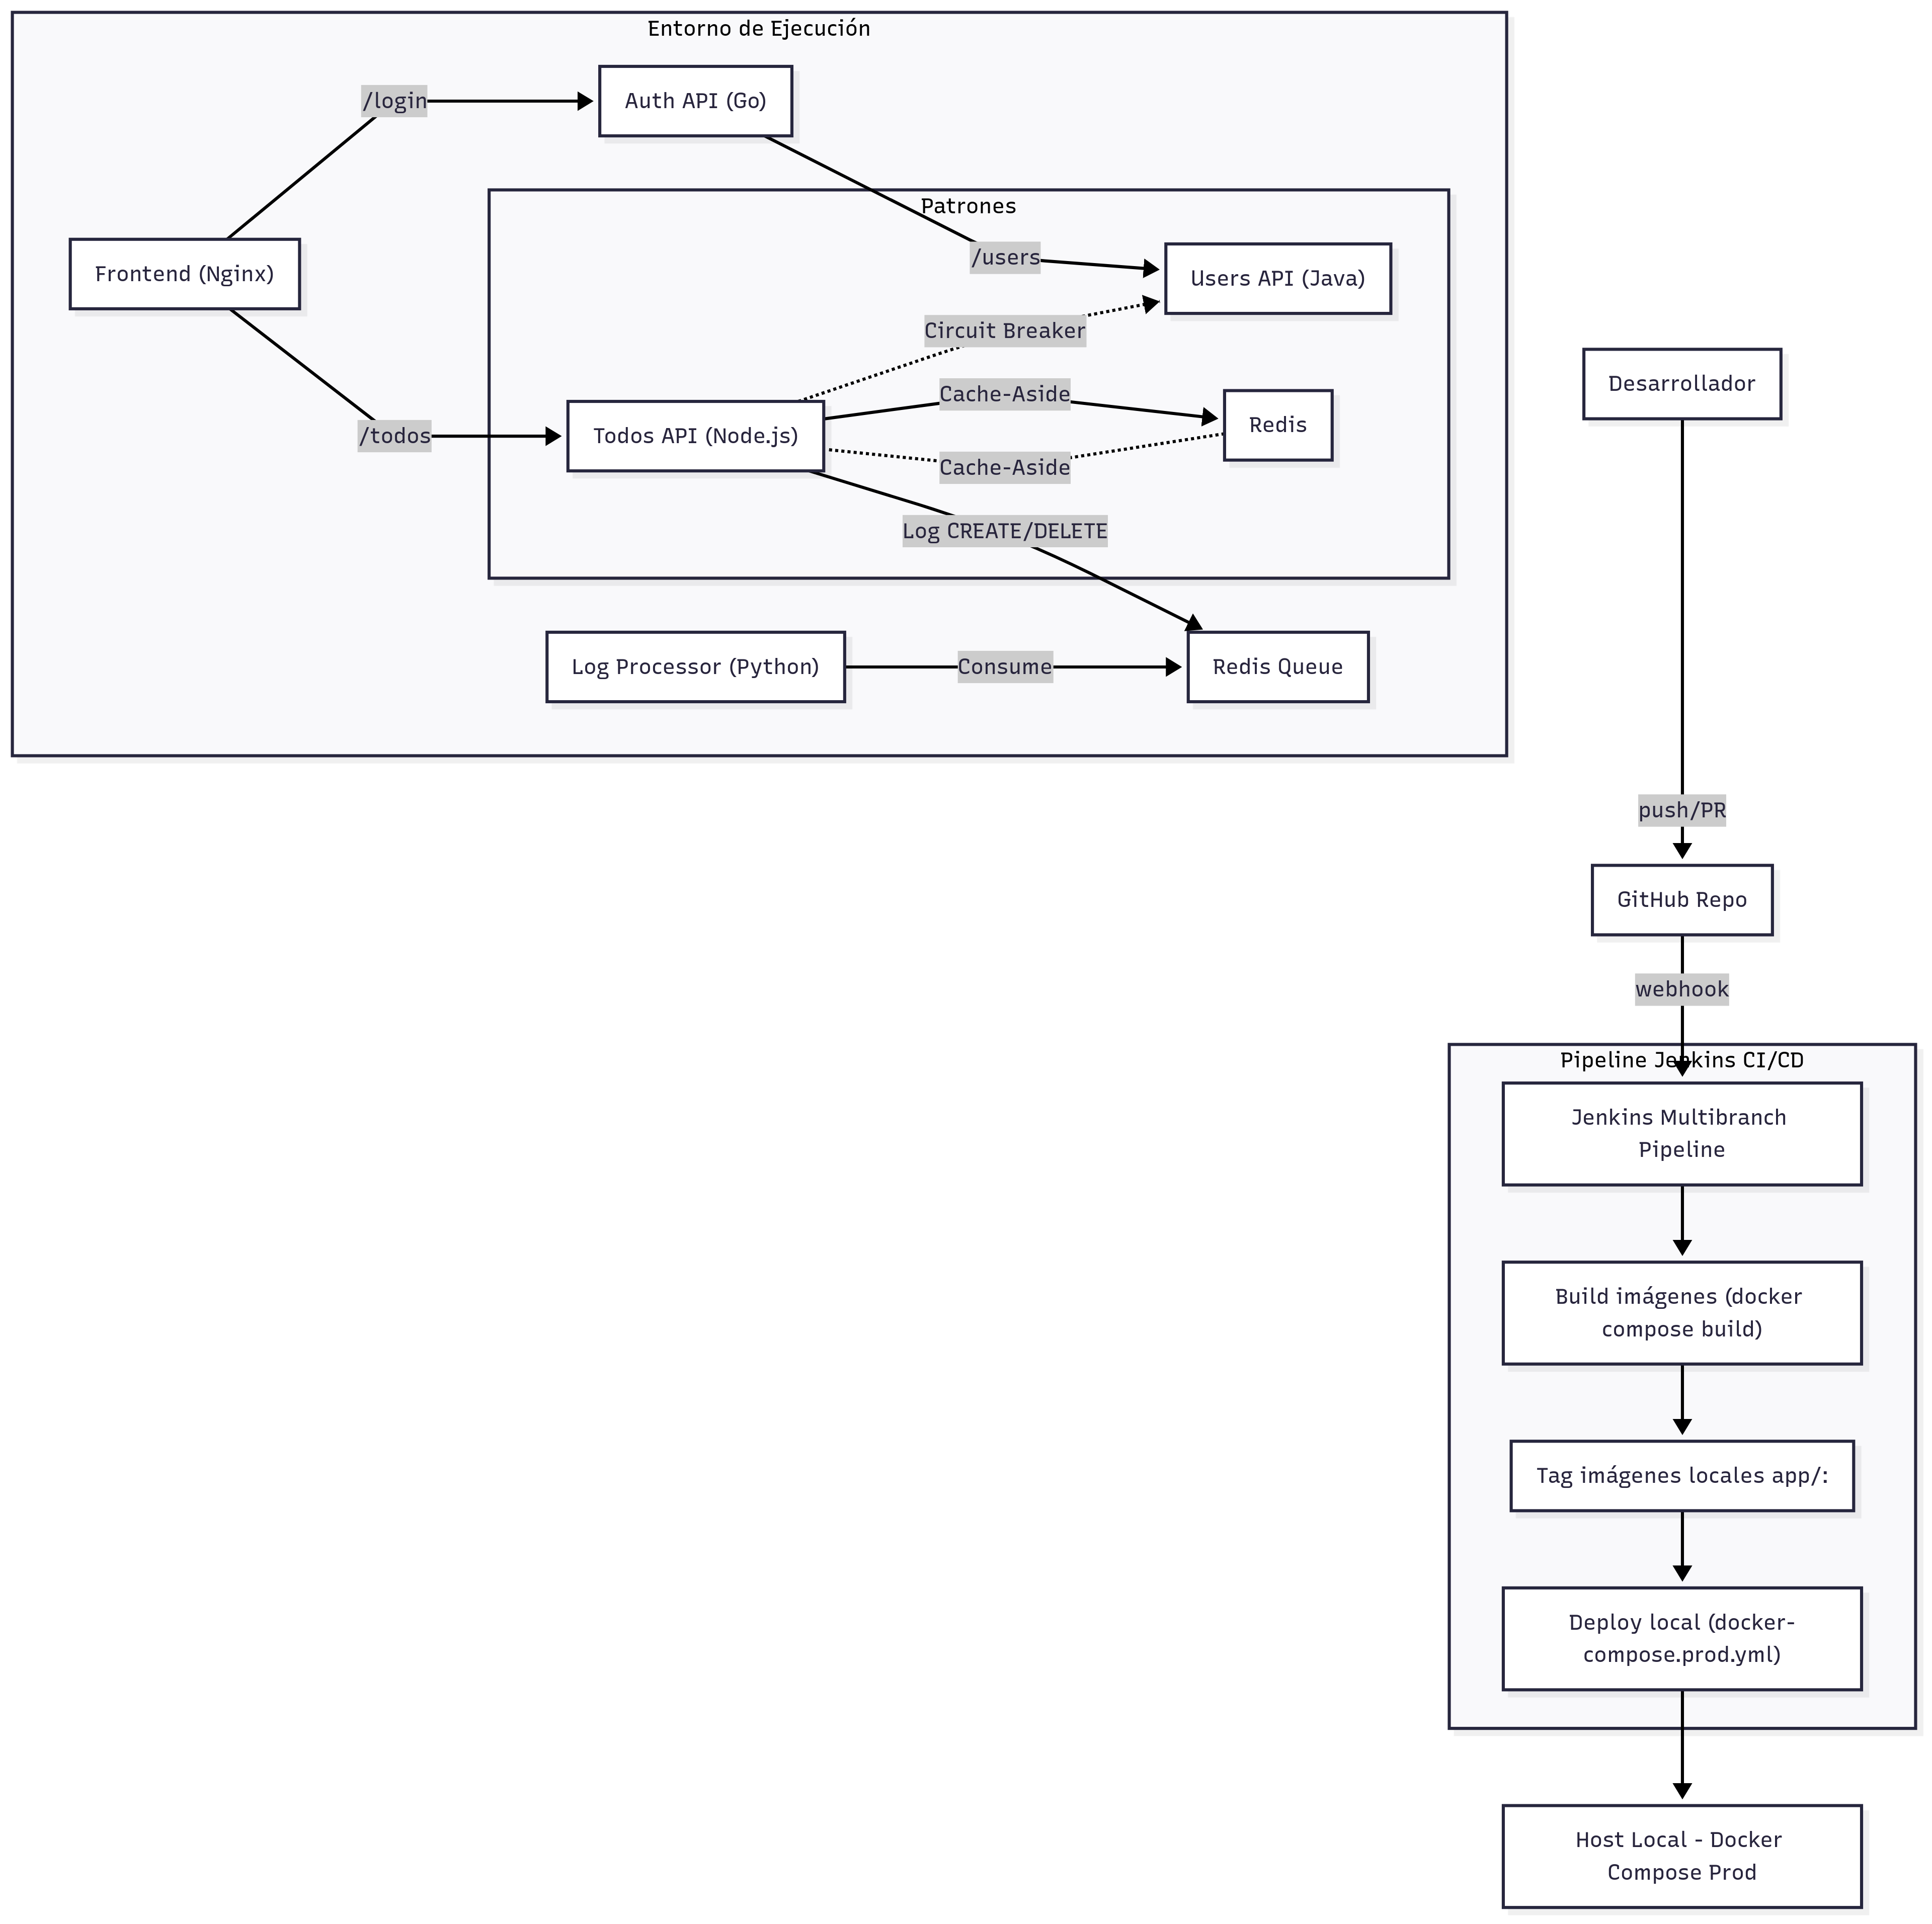 Entorno de Ejecución
/login
Auth API (Go)
Patrones
/users
Frontend (Nginx)
Users API (Java)
Circuit Breaker
Cache-Aside
Redis
/todos
Todos API (Node.js)
Cache-Aside
Log CREATE/DELETE
Log Processor (Python)
Consume
Redis Queue
Desarrollador
push/PR
GitHub Repo
webhook
Pipeline Jenkins CI/CD
Jenkins Multibranch
Pipeline
Build imágenes (docker
compose build)
Tag imágenes locales app/:
Deploy local (docker-
compose.prod.yml)
Host Local - Docker
Compose Prod